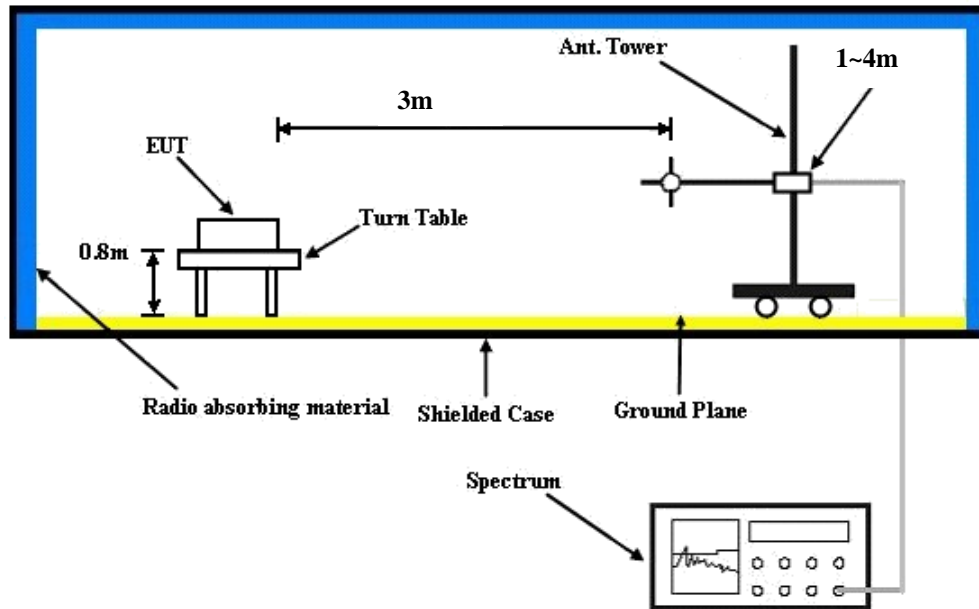 Ant. Tower
1~4m
3m
EUT
Turn Table
0.8m
Radio absorbing material
Shielded Case
Ground Plane
Spectrum